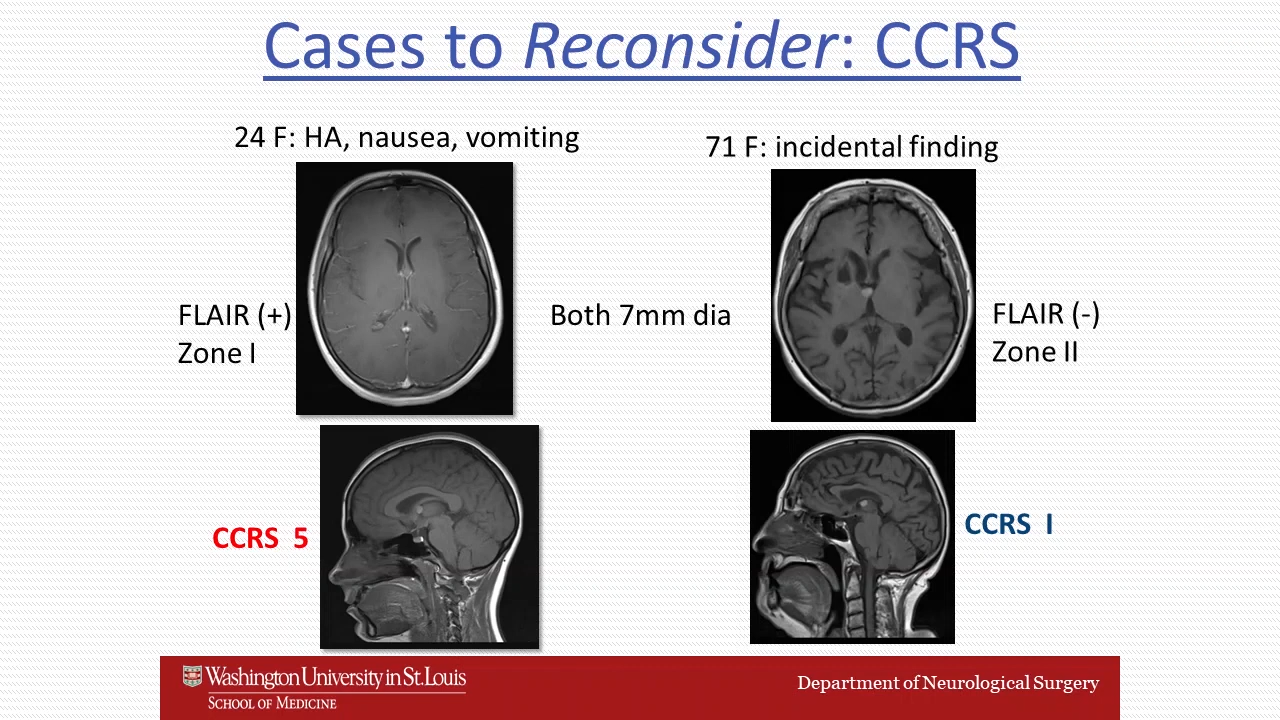 Cases to Reconsider: CCRS
24 F: HA, nausea, vomiting
71 F: incidental finding
FLAIR (+)
Zone I
Both 7mm dia
FLAIR (-)
Zone II
CCRS 5
CCRS I
Washington University in St. Louis
SCHOOL OF MEDICINE
Department of Neurological Surgery